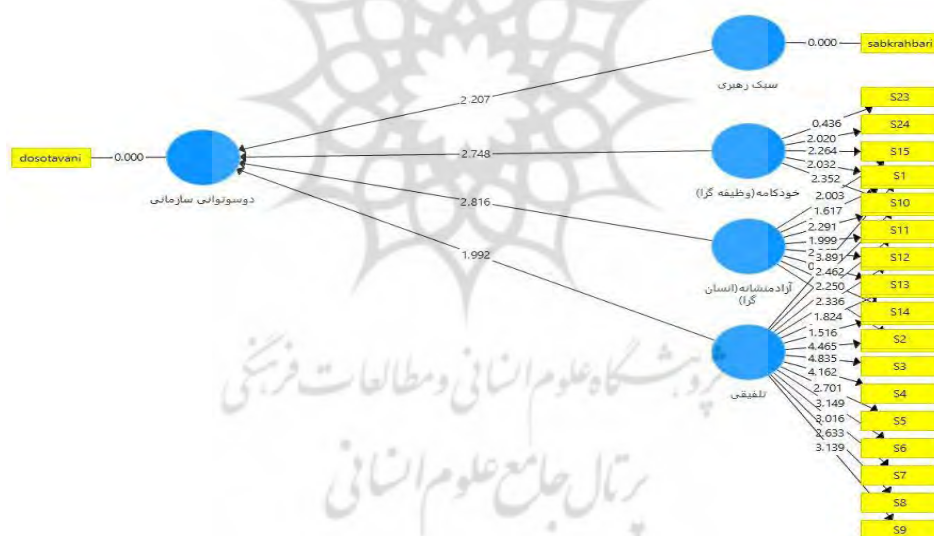 sabkrahbari
0.000
سبک رهبری
2.207
S23
0.436
S24
2.020
dosotavani
0.000
2.748
2.264
S15
2.032
دوسوتوانی سازمانی
خودکامه(وظیفه گرا)
2.352
S1
2.003
S10
1.617
2.816
2.291
S11
1.999
3.891
S12
1.992
2.462
آزادمنشانه(انسان
گرا)
2.250
S13
2.336
1.824
S14
1.516
S2
4.465
4.835
S3
4.162
تلفیقی
2.701
S4
3.149
S5
3.016
2.633
S6
3.139
S7
S8
S9
پژوهشگاه علوم انسانی و مطالعات فرهنگی
پرتال جامع علوم انسانی